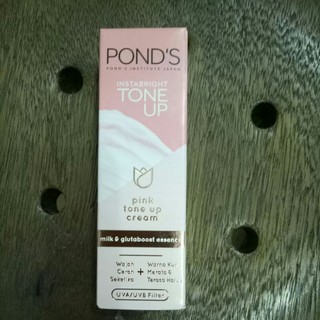 POND'S
POND'S INSTITUTE JAPAN
INSTABRIGHT
TONE
UP
pink
tone up
cream
milk & glutaboost essence
Wajah
Cerah
Seketika
+
Warna Kulit
Merata &
Terasa Halus
UVA/UVB Filter